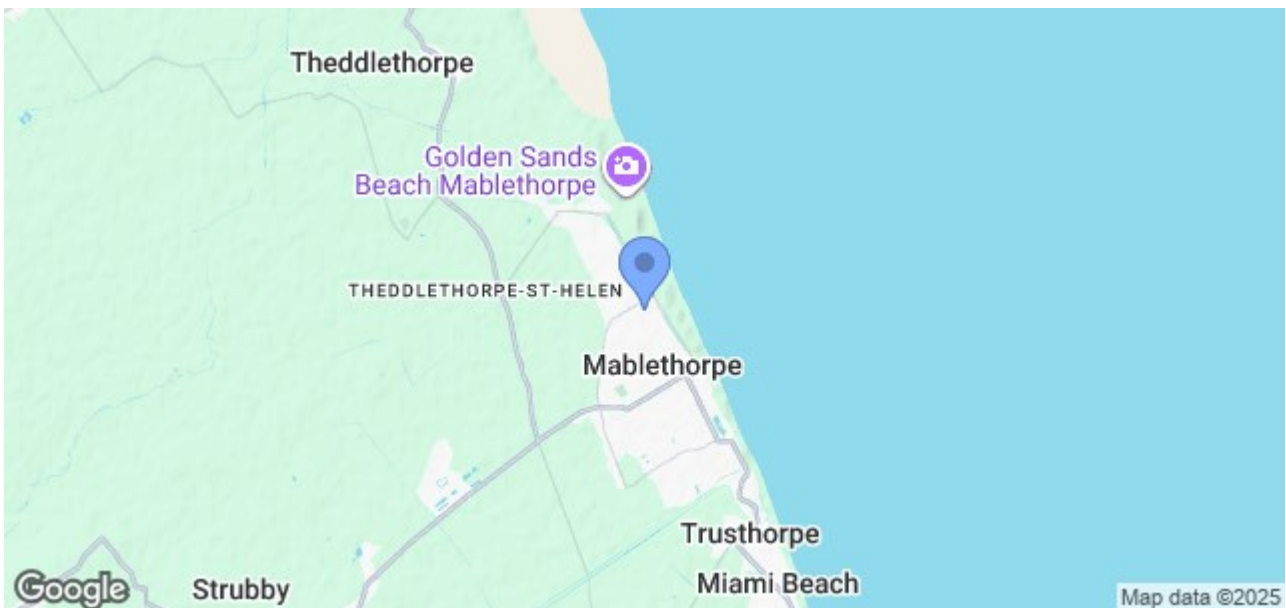 Theddlethorpe
Golden Sands
Beach Mablethorpe
THEDDLETHORPE-ST-HELEN
Mablethorpe
Trusthorpe
Miami Beach
Strubby
Google
Map data ©2025